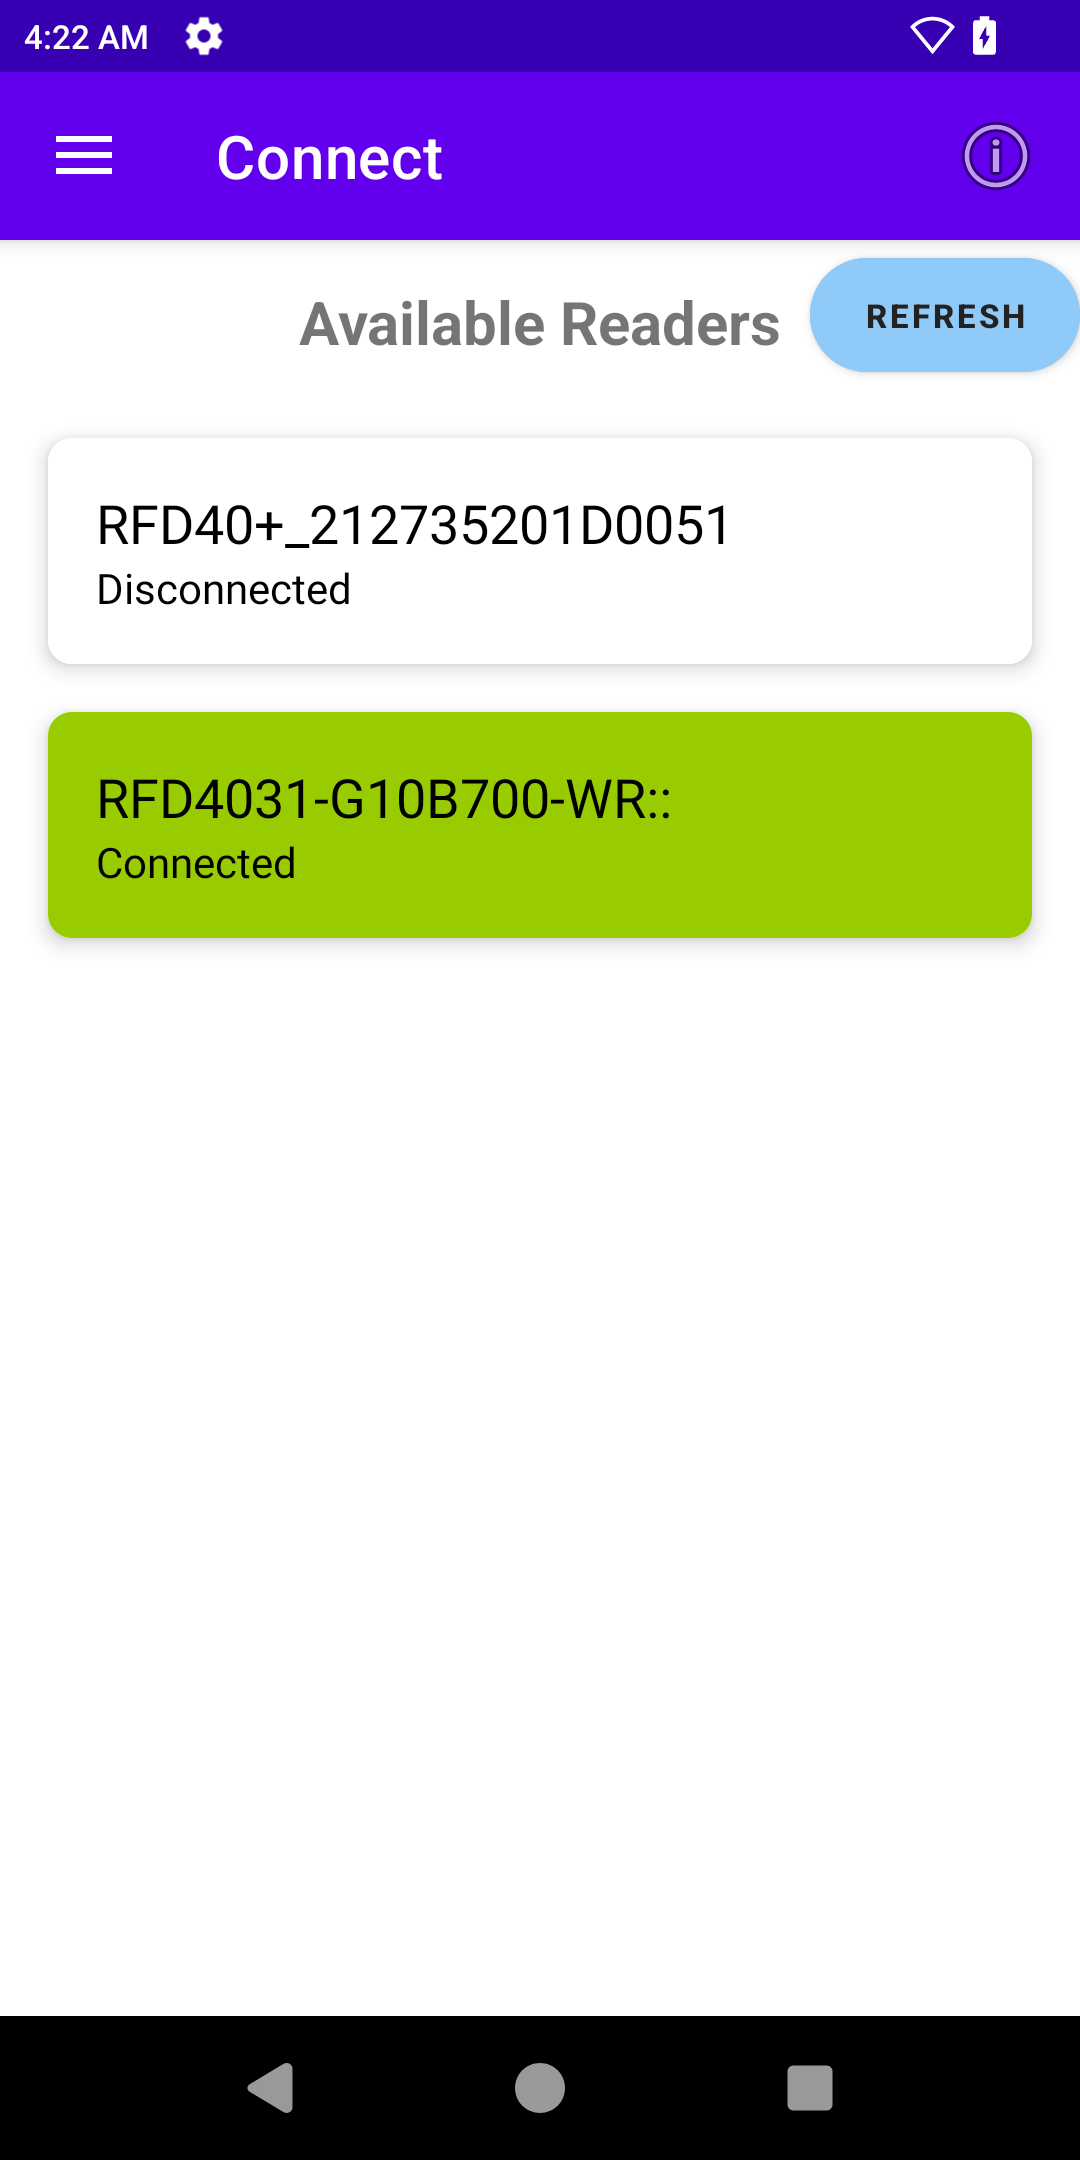 4:22 AM
Connect
Available Readers
REFRESH
RFD40+_212735201D0051
Disconnected
RFD4031-G10B700-WR::
Connected